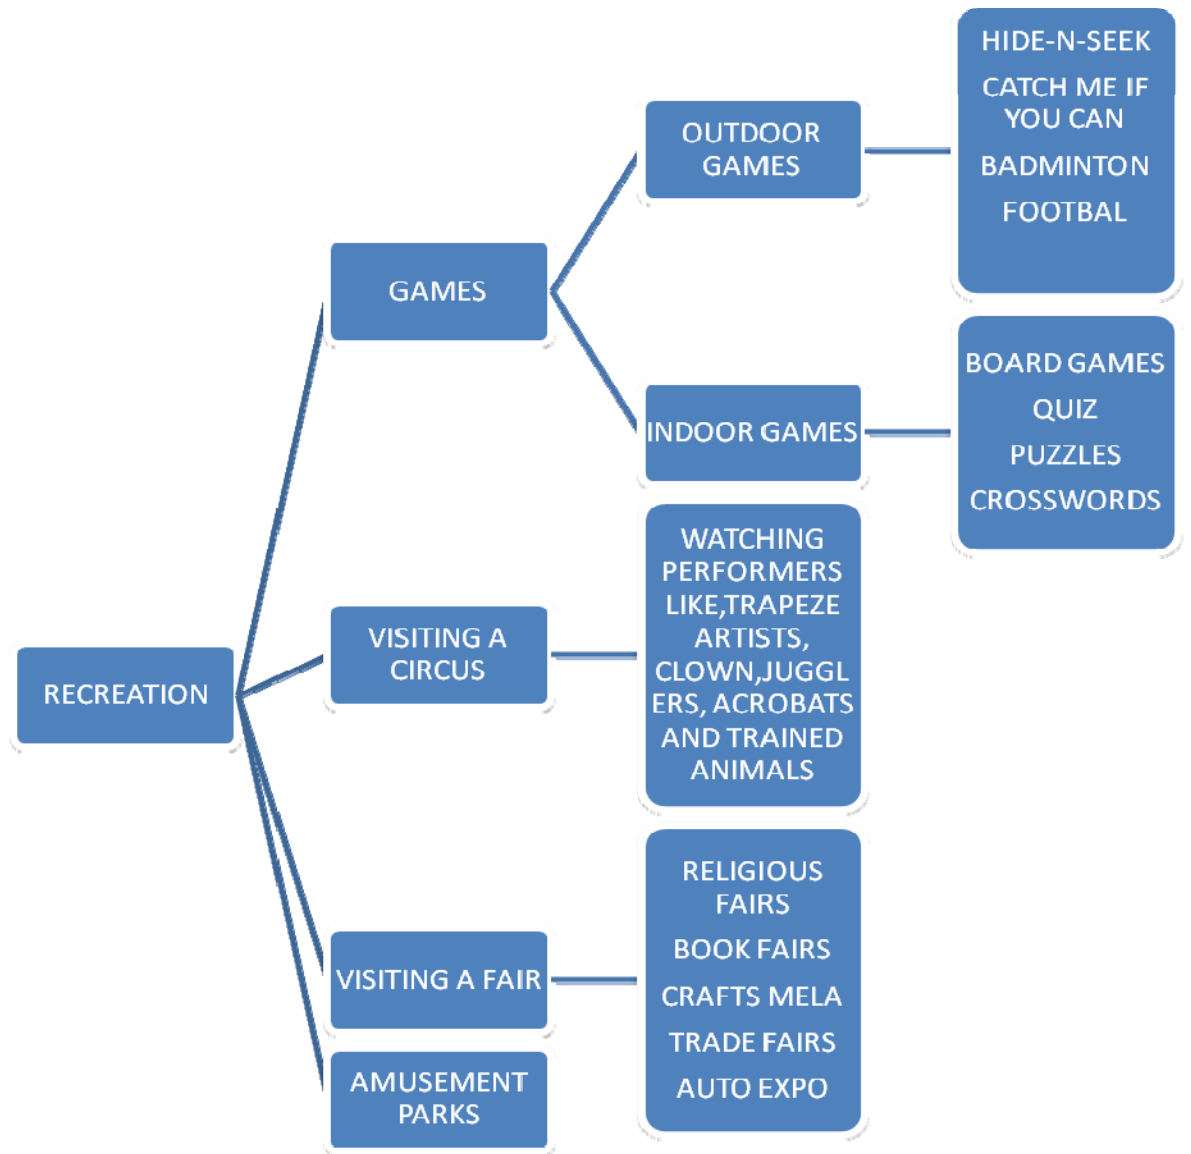 RECREATION
GAMES
OUTDOOR
GAMES
HIDE-N-SEEK
CATCH ME IF
YOU CAN
BADMINTON
FOOTBAL
INDOOR GAMES
BOARD GAMES
QUIZ
PUZZLES
CROSSWORDS
VISITING A
CIRCUS
WATCHING
PERFORMERS
LIKE,TRAPEZE
ARTISTS,
CLOWN,JUGGL
ERS, ACROBATS
AND TRAINED
ANIMALS
VISITING A FAIR
RELIGIOUS
FAIRS
BOOK FAIRS
CRAFTS MELA
TRADE FAIRS
AUTO EXPO
AMUSEMENT
PARKS